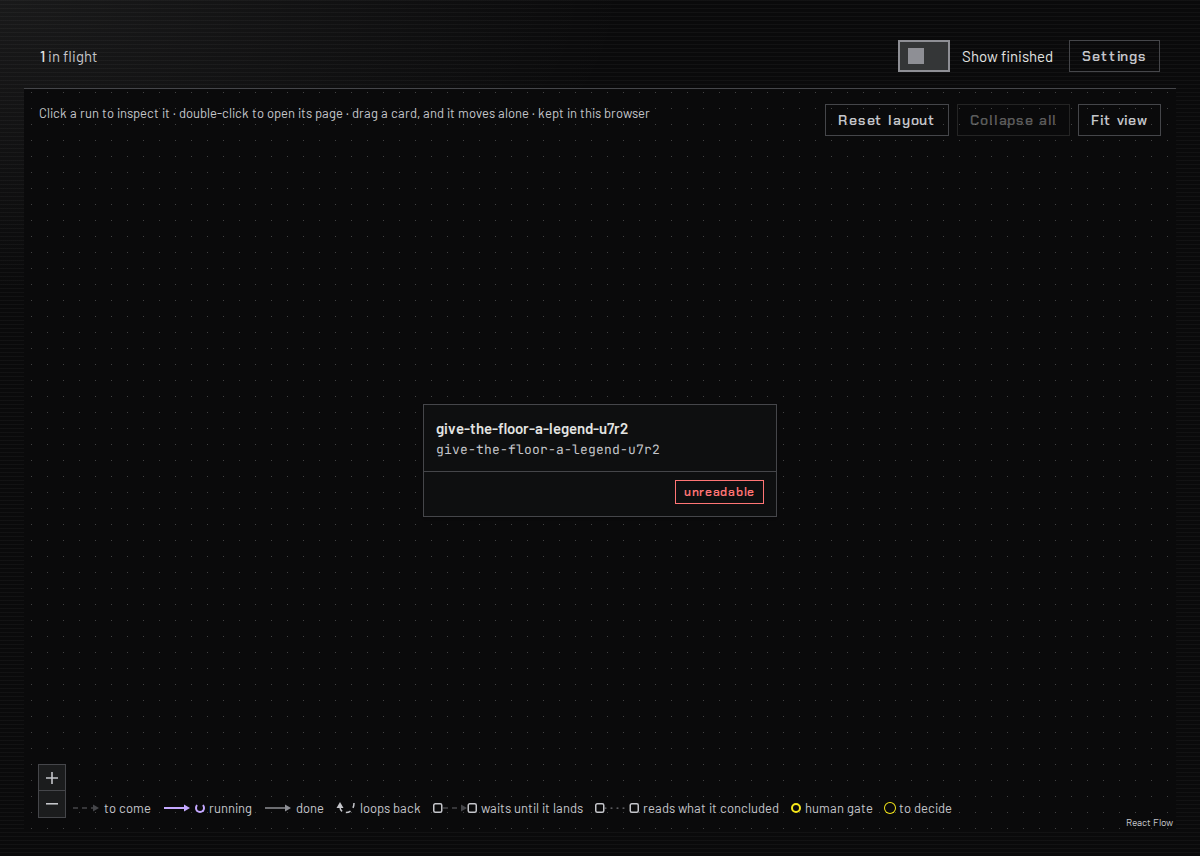 1 in flight
Show finished
Settings
Click a run to inspect it · double-click to open its page · drag a card, and it moves alone · kept in this browser
Reset layout
Collapse all
Fit view
give-the-floor-a-legend-u7r2
give-the-floor-a-legend-u7r2
unreadable
to come
running
done
loops back
waits until it lands
reads what it concluded
human gate
to decide
React Flow